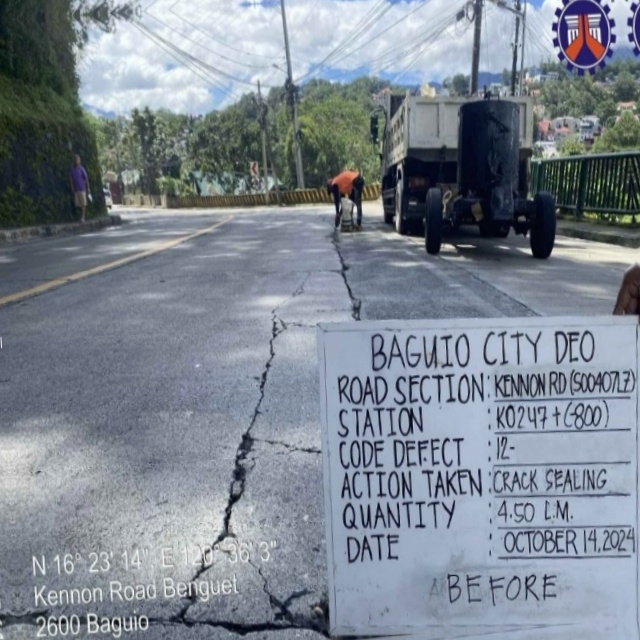 BAGUIO CITY DEO
ROAD SECTION: KENNON RD (S00407LZ)
STATION : K0247+(-800)
CODE DEFECT : 12-
ACTION TAKEN: CRACK SEALING
QUANTITY : 4.50 L.M.
DATE : OCTOBER 14, 2024
BEFORE
N 16° 23' 14" E 120° 36' 3"
Kennon Road Benguet
2600 Baguio